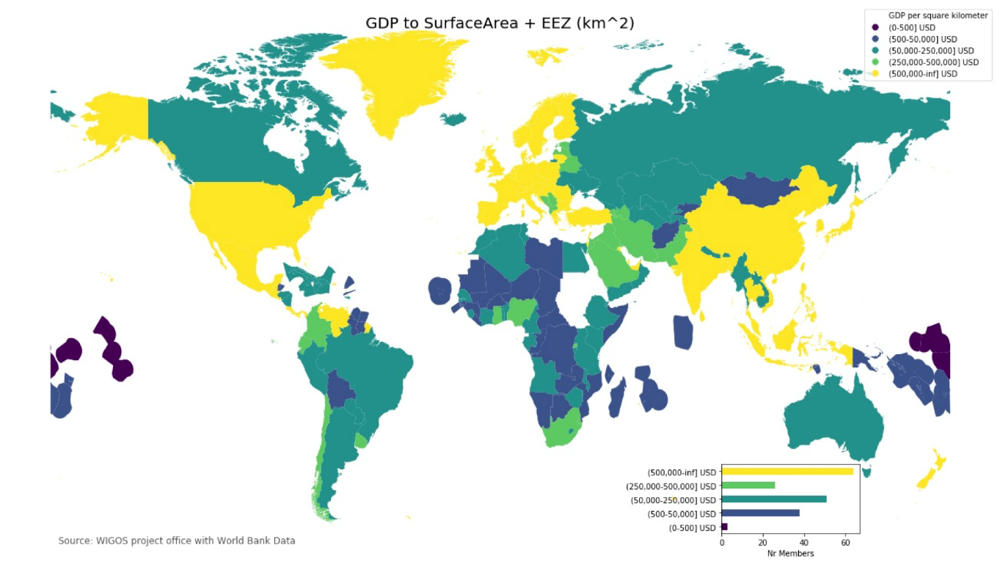 GDP to SurfaceArea + EEZ (km^2)
GDP per square kilometer
(0-500] USD
(500-50,000] USD
(50,000-250,000] USD
(250,000-500,000] USD
(500,000-inf] USD
(500,000-inf] USD
(250,000-500,000] USD
(50,000-250,000] USD
(500-50,000] USD
(0-500] USD
0 20 40 60
Nr Members
Source: WIGOS project office with World Bank Data